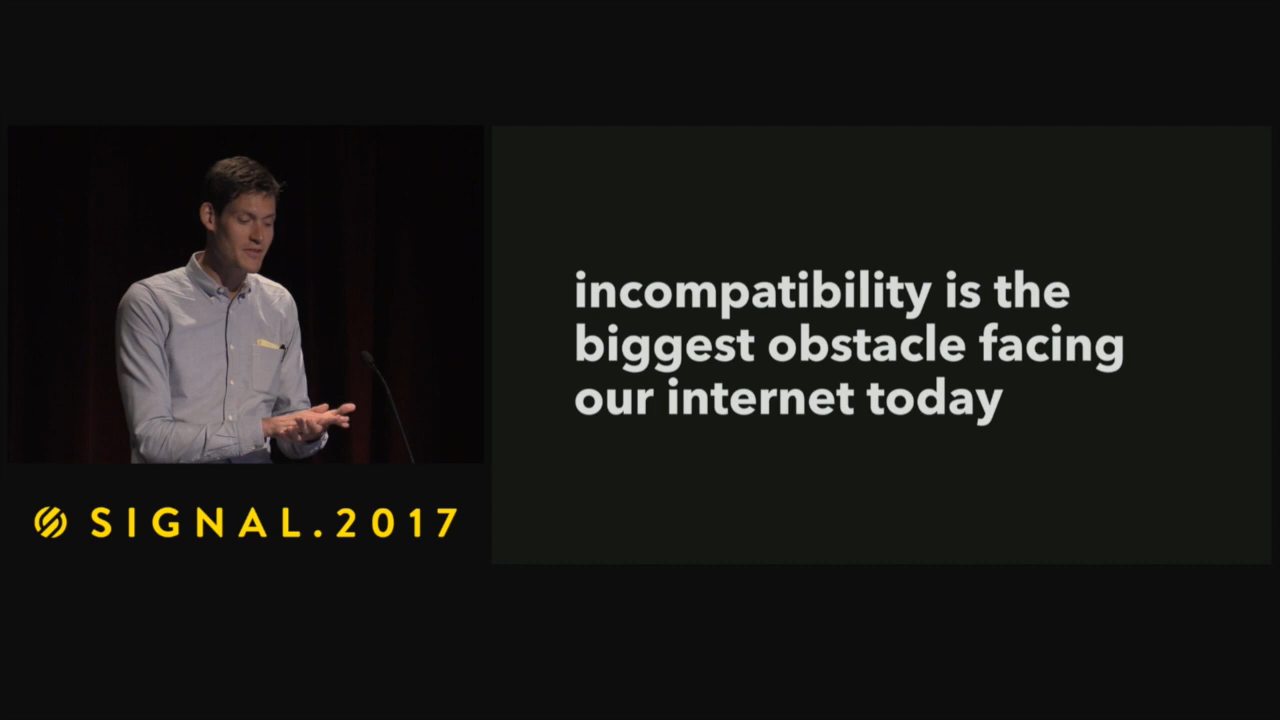 incompatibility is the
biggest obstacle facing
our internet today
SIGNAL.2017